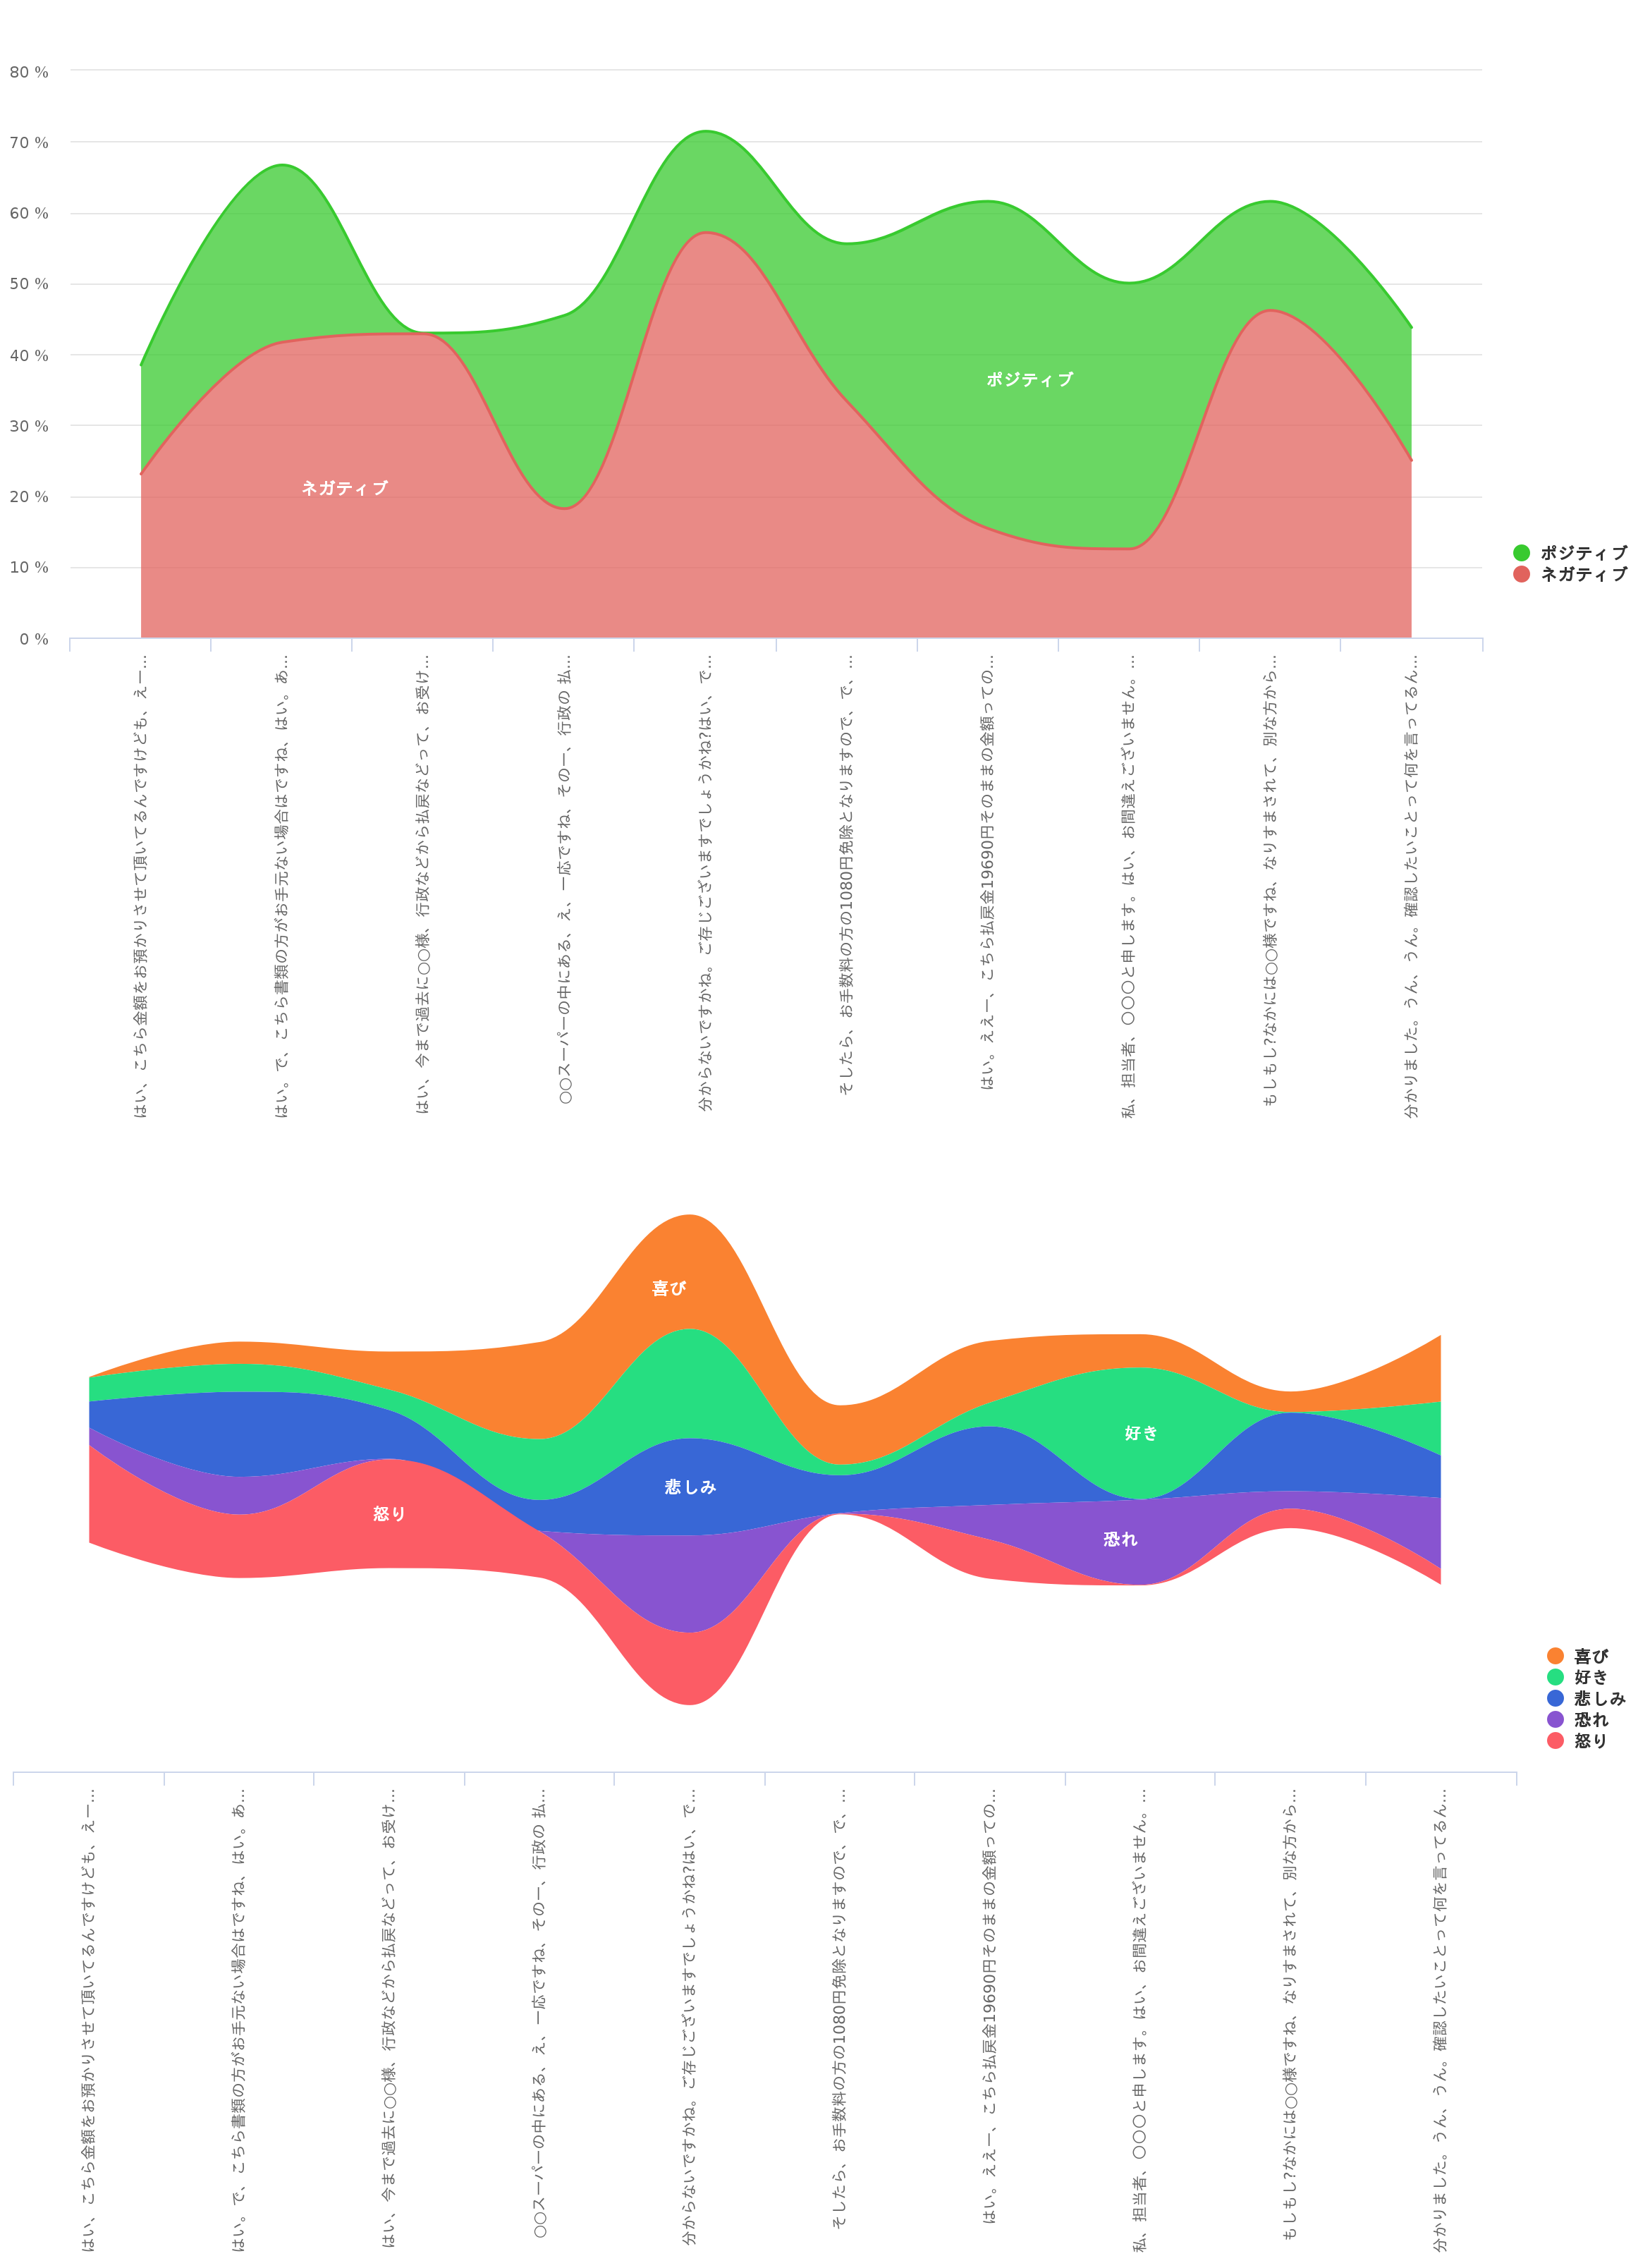 80 %
70 %
60 %
50 %
40 %
30 %
20 %
10 %
0 %
ポジティブ
ネガティブ
ポジティブ
ネガティブ
はい、こちら金額をお預かりさせて頂いてるんですけども、えー…
はい。で、こちら書類の方がお手元ない場合はですね、はい。あ…
はい、今まで過去に〇〇様、行政などから払戻などって、お受け…
〇〇スーパーの中にある、え、一応ですね、その一、行政の 払…
分からないですかね。ご存じございますでしょうかね?はい、で…
そしたら、お手数料の方の1080円免除となりますので、で、…
はい。ええー、こちら払戻金19690円そのままの金額っての…
私、担当者、〇〇〇と申します。はい、お間違えございません。…
もしもし?なかには〇〇様ですね、なりすまされて、別な方から…
分かりました。うん、うん。確認したいことって何を言ってるん…
喜び
好き
悲しみ
怒り
恐れ
喜び
好き
悲しみ
恐れ
怒り
はい、こちら金額をお預かりさせて頂いてるんですけども、えー…
はい。で、こちら書類の方がお手元ない場合はですね、はい。あ…
はい、今まで過去に〇〇様、行政などから払戻などって、お受け…
〇〇スーパーの中にある、え、一応ですね、その一、行政の 払…
分からないですかね。ご存じございますでしょうかね?はい、で…
そしたら、お手数料の方の1080円免除となりますので、で、…
はい。ええー、こちら払戻金19690円そのままの金額っての…
私、担当者、〇〇〇と申します。はい、お間違えございません。…
もしもし?なかには〇〇様ですね、なりすまされて、別な方から…
分かりました。うん、うん。確認したいことって何を言ってるん…